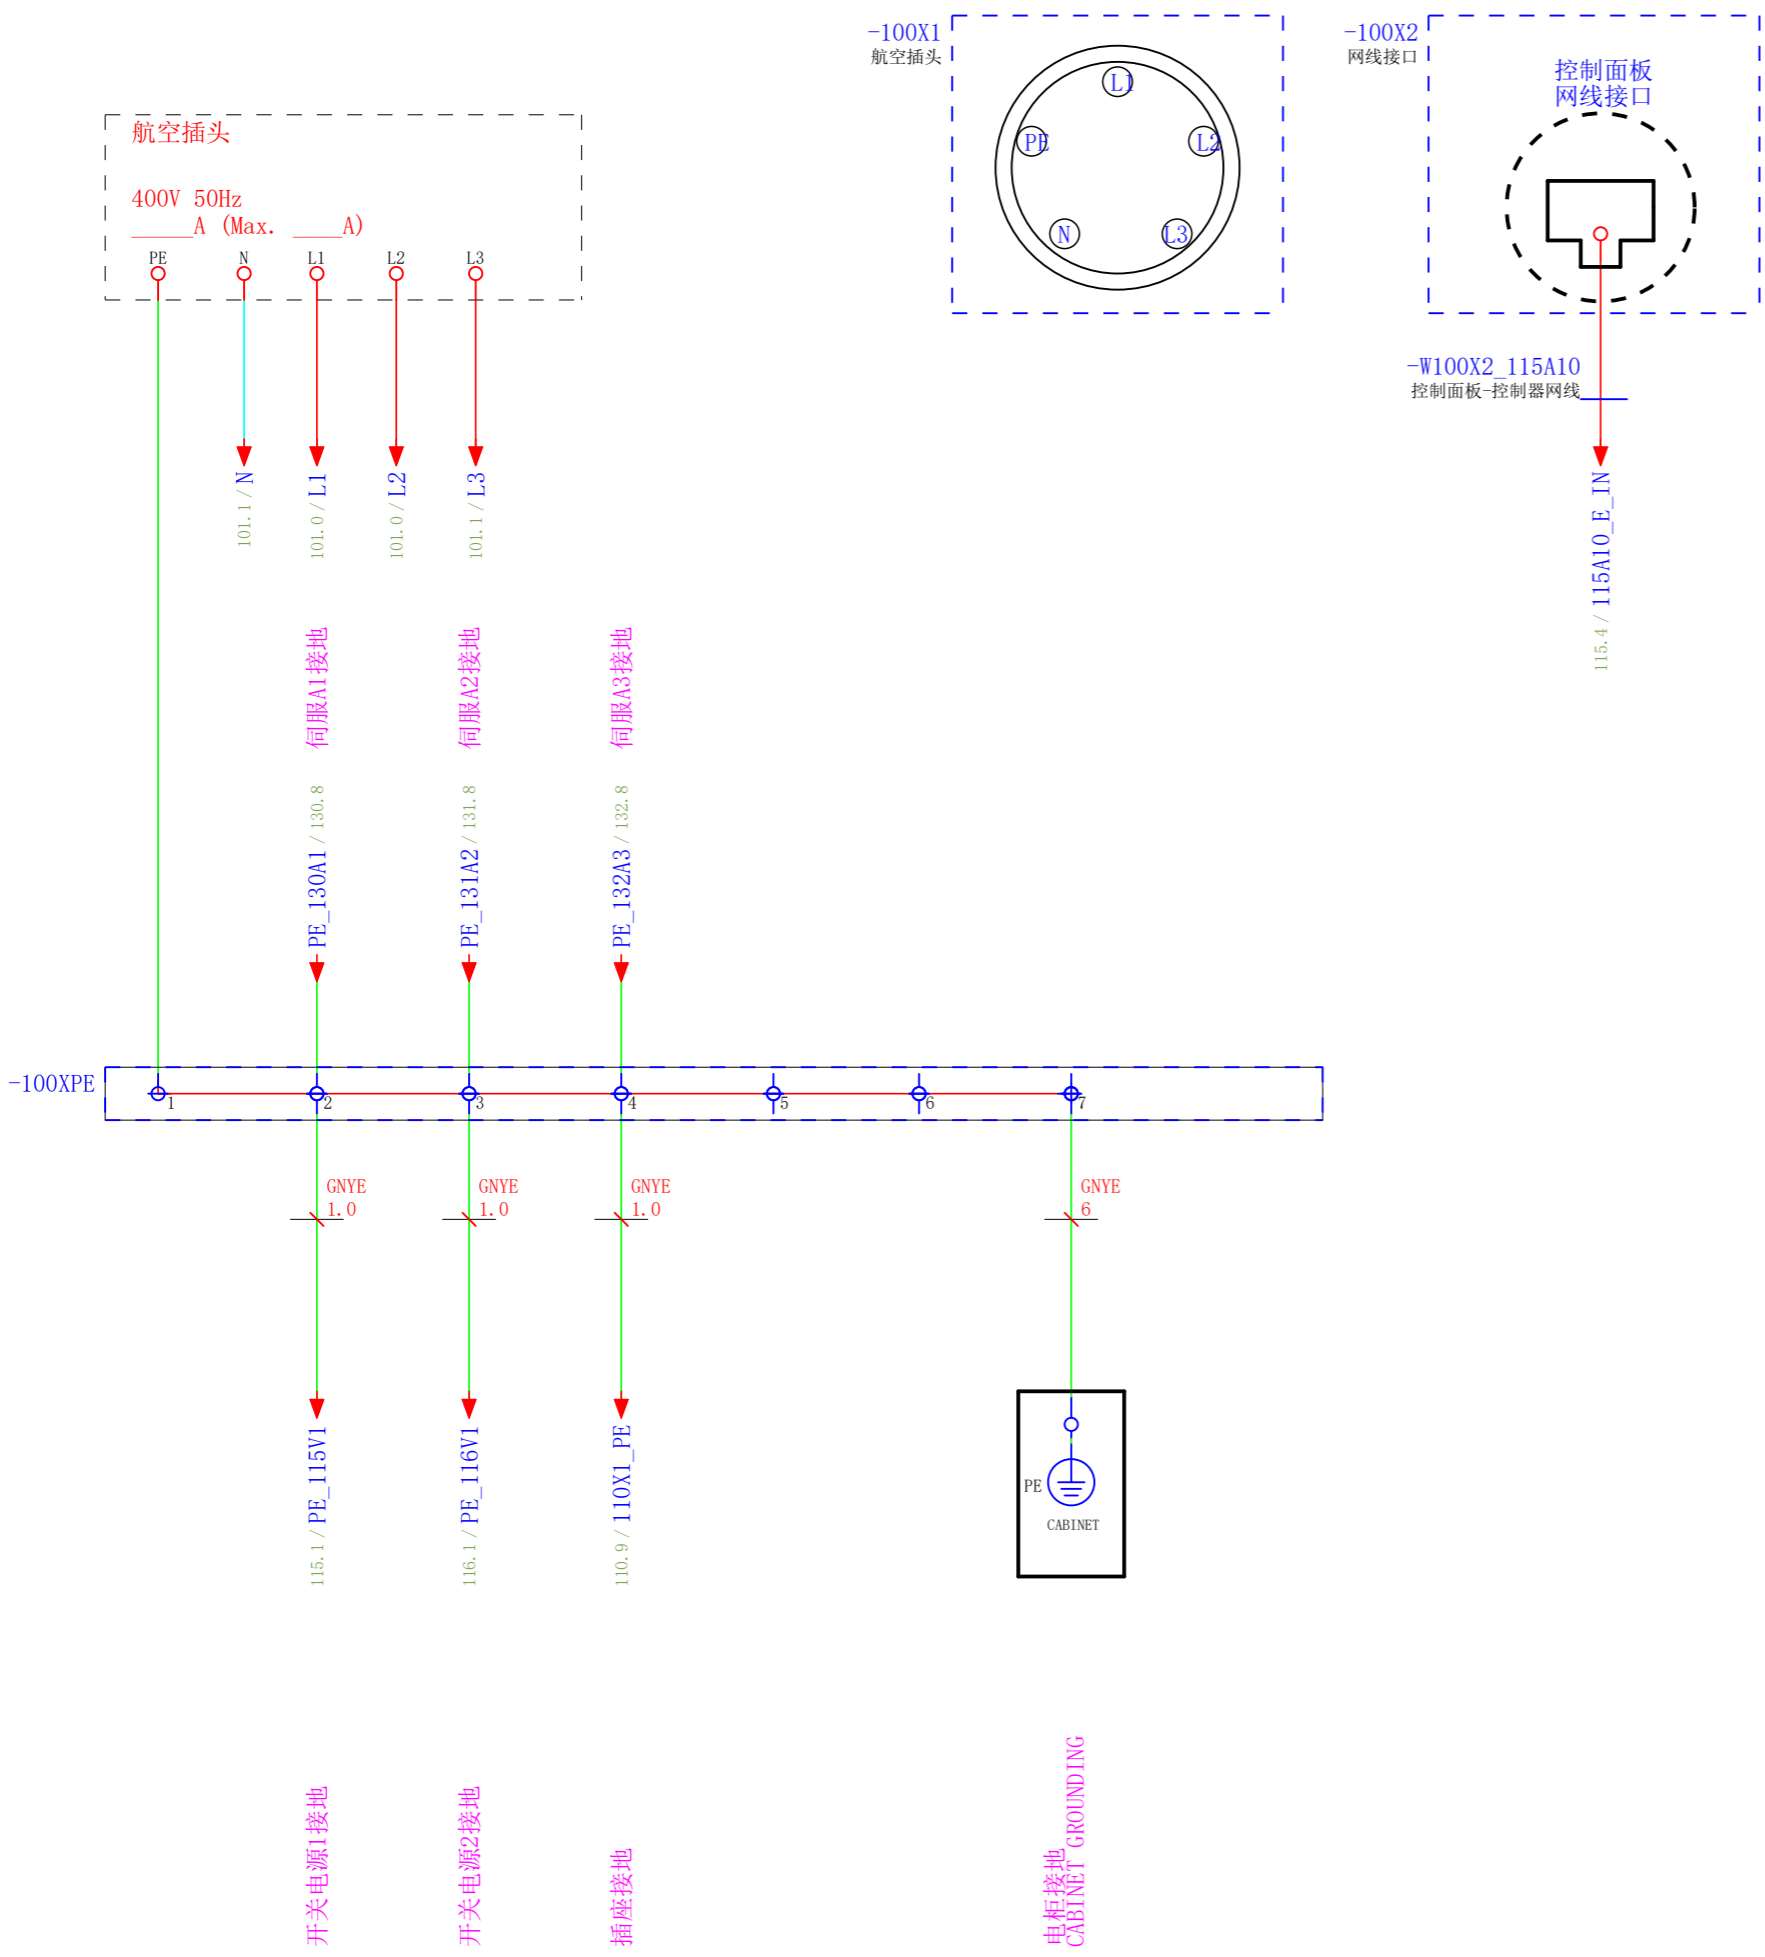 -100X1
航空插头
L1
PE
L2
N
L3
-100X2
网线接口
控制面板
网线接口
航空插头
400V 50Hz
_____A (Max. ____A)
PE
N
L1
L2
L3
-W100X2_115A10
控制面板-控制器网线
101.1 / N
101.0 / L1
101.0 / L2
101.1 / L3
115.4 / 115A10_E_IN
伺服A1接地
伺服A2接地
伺服A3接地
PE_130A1 / 130.8
PE_131A2 / 131.8
PE_132A3 / 132.8
-100XPE
1
2
3
4
5
6
7
GNYE
1.0
GNYE
1.0
GNYE
1.0
GNYE
6
115.1 / PE_115V1
116.1 / PE_116V1
110.9 / 110X1_PE
PE
CABINET
开关电源1接地
开关电源2接地
插座接地
电柜接地
CABINET GROUNDING